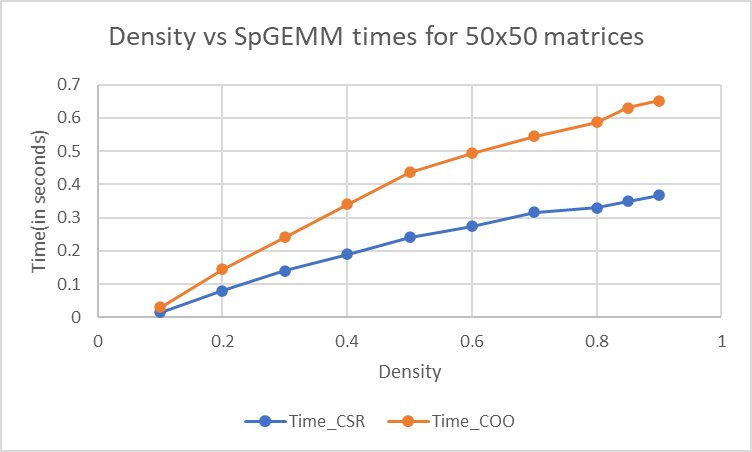 Density vs SpGEMM times for 50x50 matrices
0.7
0.6
0.5
0.4
0.3
0.2
0.1
0
Time(in seconds)
0 0.2 0.4 0.6 0.8 1
Density
Time_CSR Time_COO